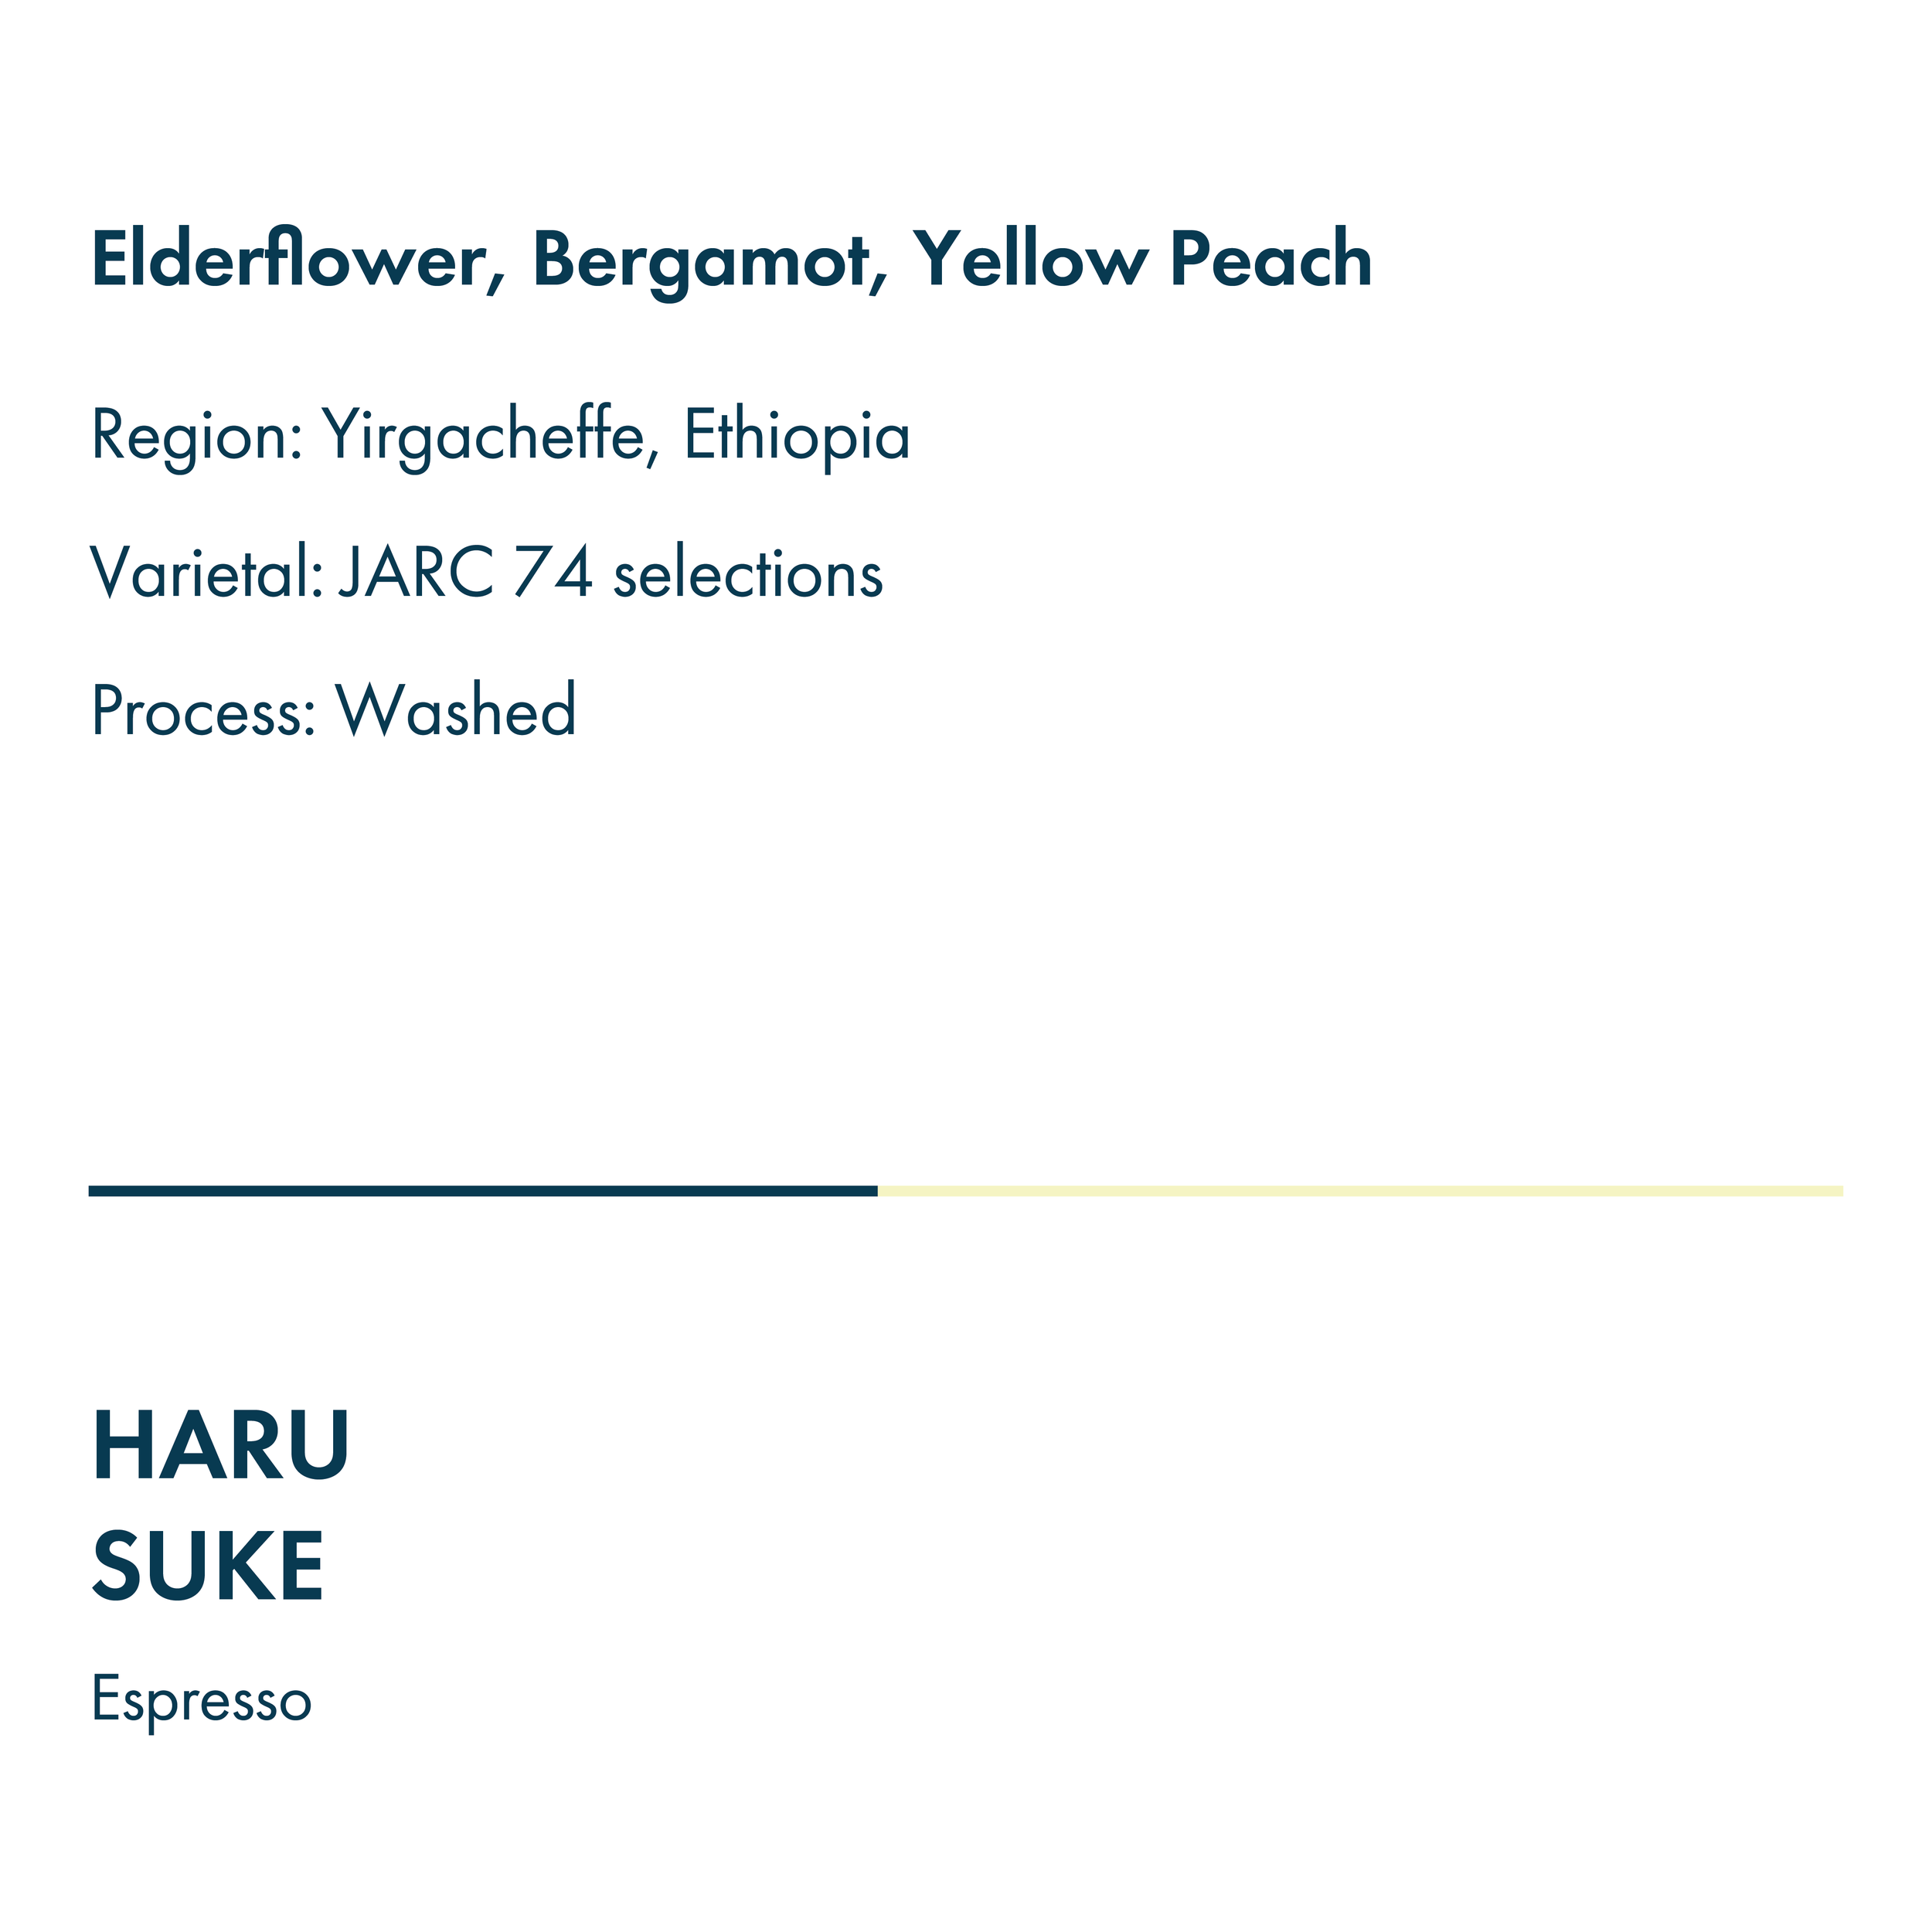 Elderflower, Bergamot, Yellow Peach
Region: Yirgacheffe, Ethiopia
Varietal: JARC 74 selections
Process: Washed
HARU
SUKE
Espresso